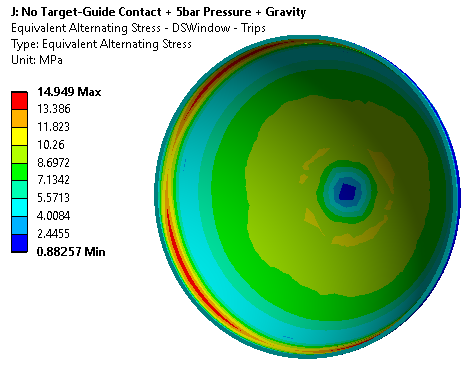 J: No Target-Guide Contact + 5bar Pressure + Gravity
Equivalent Alternating Stress - DSWindow - Trips
Type: Equivalent Alternating Stress
Unit: MPa
14.949 Max
13.386
11.823
10.26
8.6972
7.1342
5.5713
4.0084
2.4455
0.88257 Min